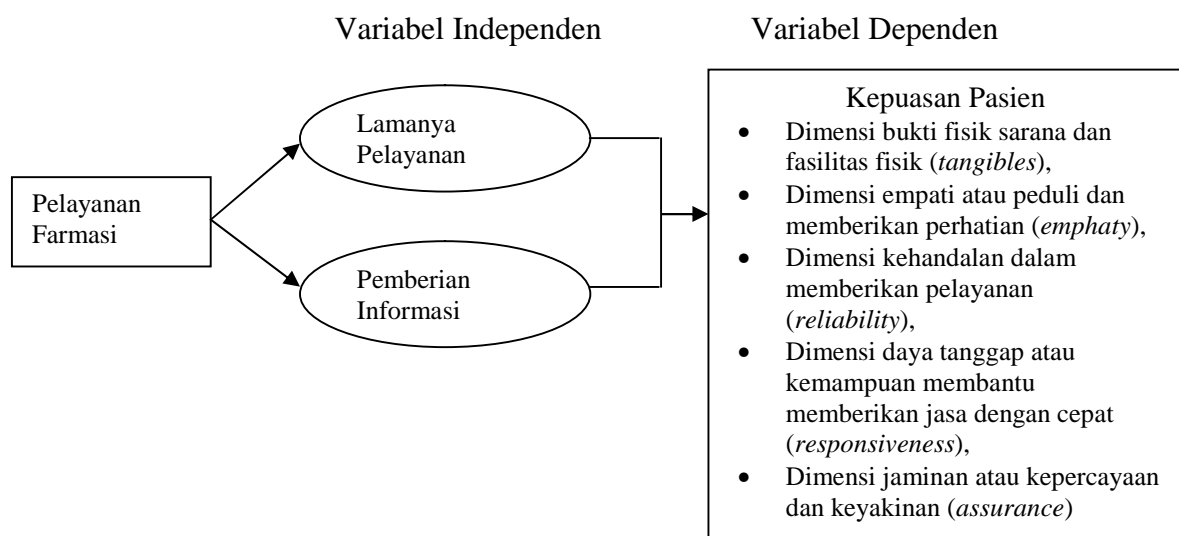 Variabel Independen
Variabel Dependen
Pelayanan
Farmasi
Lamanya
Pelayanan
Pemberian
Informasi
Kepuasan Pasien
• Dimensi bukti fisik sarana dan
fasilitas fisik (tangibles),
• Dimensi empati atau peduli dan
memberikan perhatian (emphaty),
• Dimensi kehandalan dalam
memberikan pelayanan
(reliability),
• Dimensi daya tanggap atau
kemampuan membantu
memberikan jasa dengan cepat
(responsiveness),
• Dimensi jaminan atau kepercayaan
dan keyakinan (assurance)